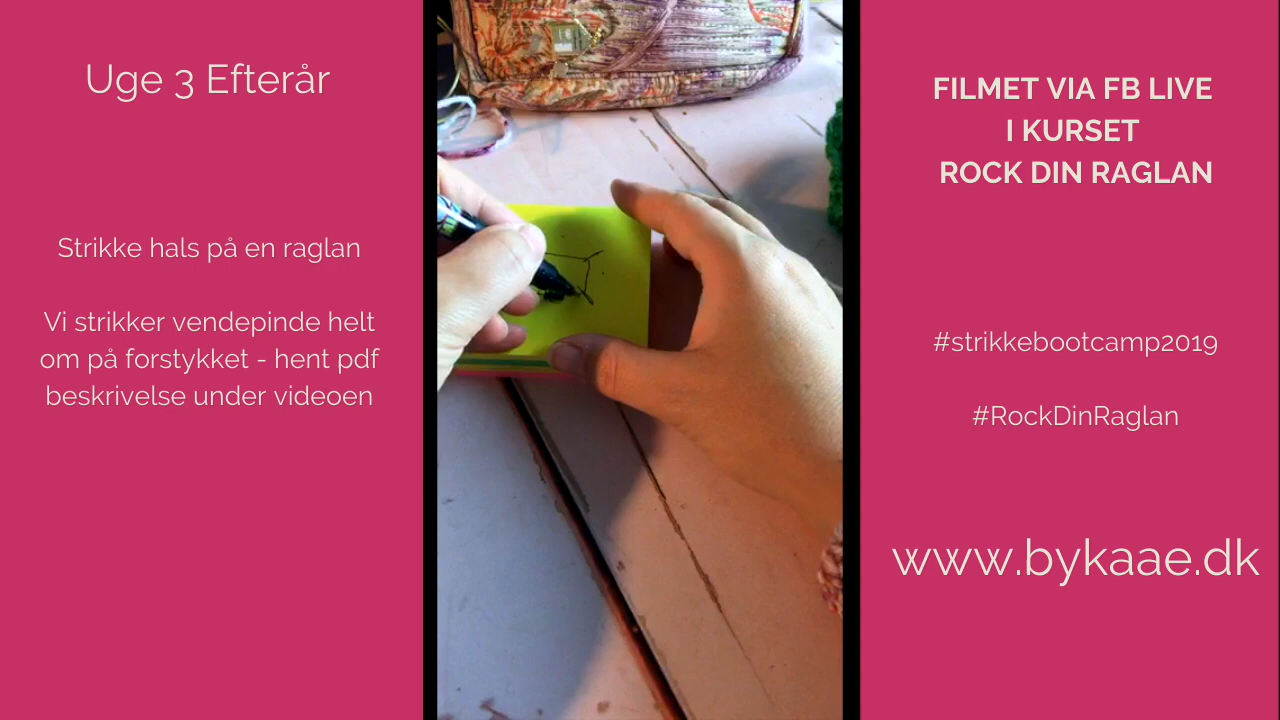 Uge 3 Efterår
Strikke hals på en raglan
Vi strikker vendepinde helt
om på forstykket - hent pdf
beskrivelse under videoen
FILMET VIA FB LIVE
I KURSET
ROCK DIN RAGLAN
#strikkebootcamp2019
#RockDinRaglan
www.bykaae.dk